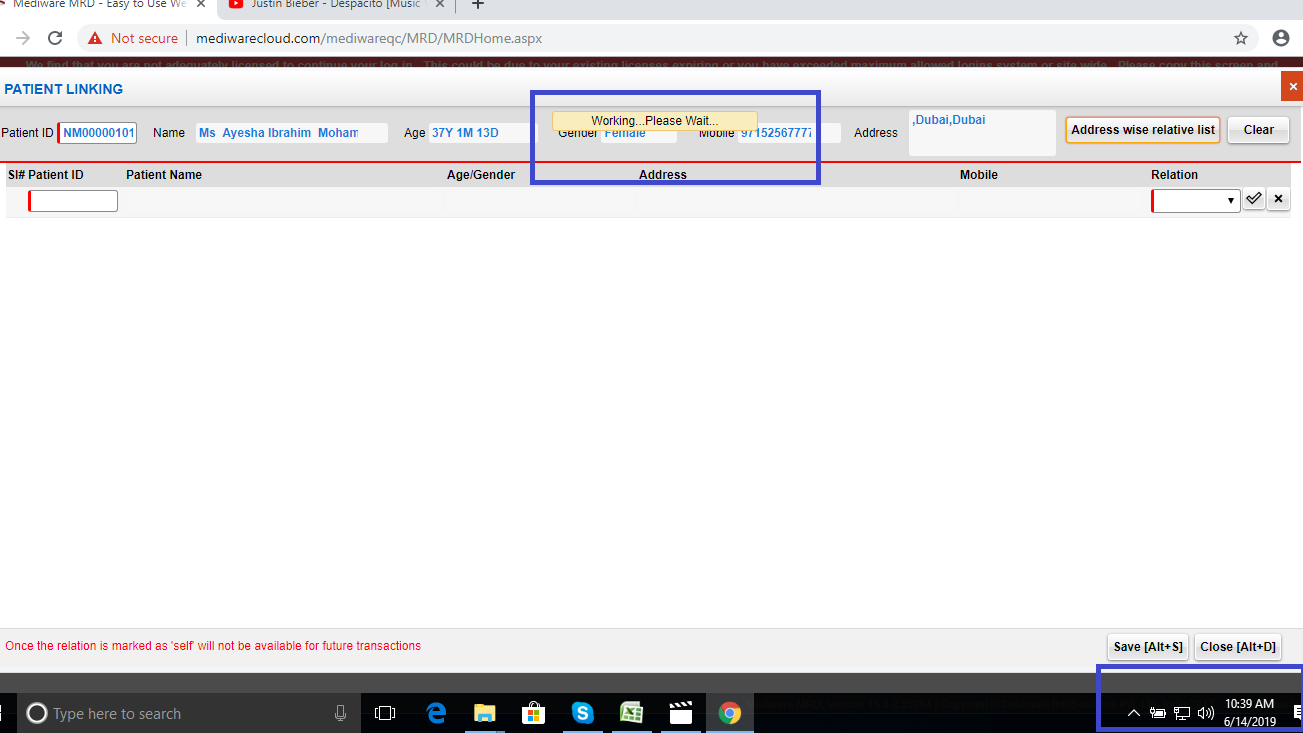 Mediware MRD - Easy to Use We
Justin Bieber - Despacito [Music
Not secure
mediwarecloud.com/mediwareqc/MRD/MRDHome.aspx
We find that you are not adequately licensed to continue your log in. This could be due to your existing licenses expiring or you have exceeded maximum allowed logins system or site wide. Please copy this screen and
PATIENT LINKING
Working...Please Wait...
Patient ID NM00000101 Name Ms Ayesha Ibrahim Moham Age 37Y 1M 13D Gender Female Mobile 97152567777 Address ,Dubai,Dubai Address wise relative list Clear
Sl# Patient ID Patient Name Age/Gender Address Mobile Relation
Once the relation is marked as 'self' will not be available for future transactions
Save [Alt+S] Close [Alt+D]
Type here to search
10:39 AM
6/14/2019